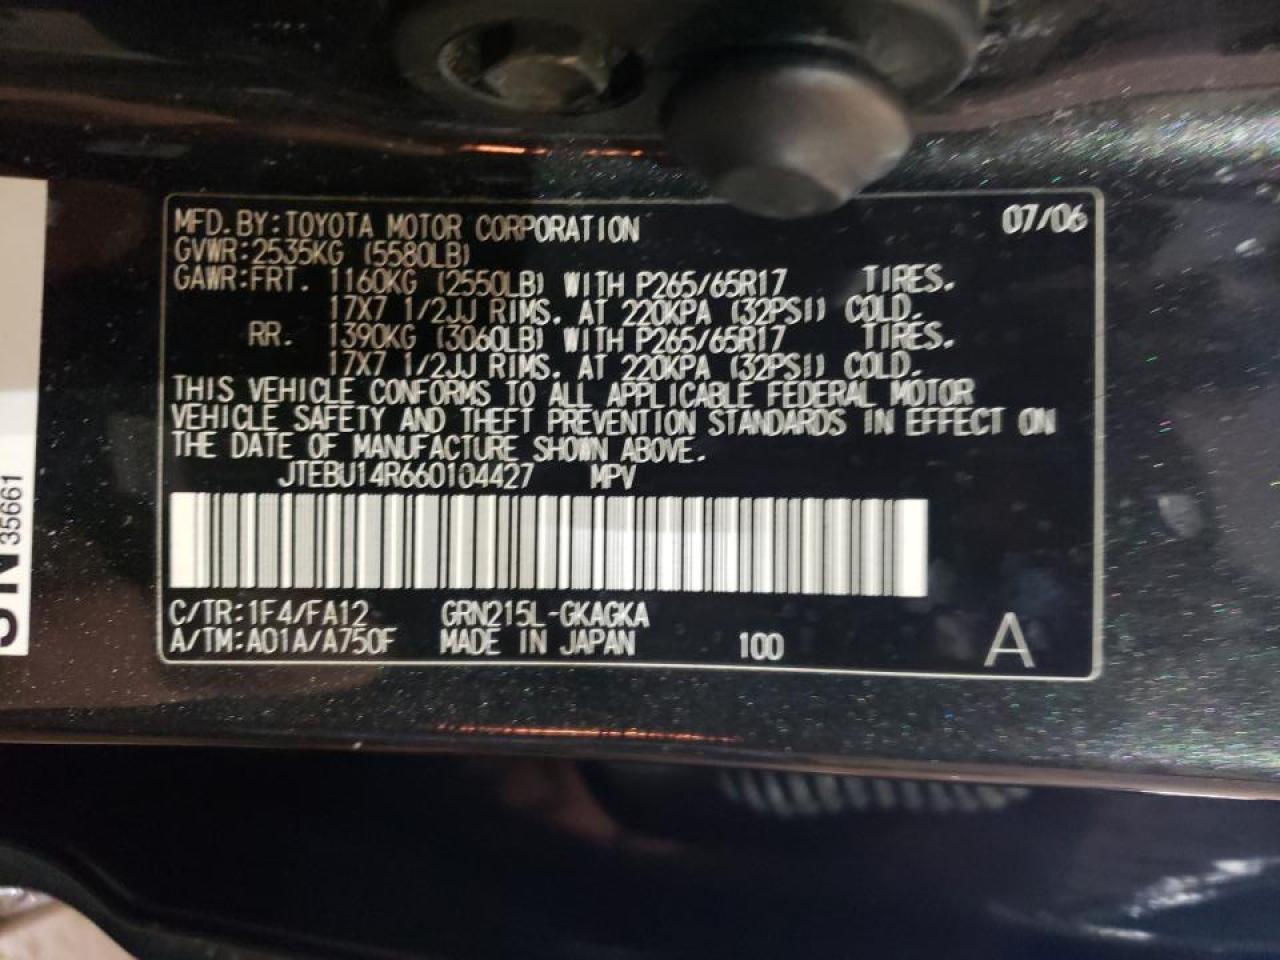 MFD. BY: TOYOTA MOTOR CORPORATION 07/06
GVWR: 2535KG (5580LB)
GAWR: FRT. 1160KG (2550LB) WITH P265/65R17 TIRES.
17X7 1/2JJ RIMS. AT 220KPA (32PSI) COLD.
RR. 1390KG (3060LB) WITH P265/65R17 TIRES.
17X7 1/2JJ RIMS. AT 220KPA (32PSI) COLD.
THIS VEHICLE CONFORMS TO ALL APPLICABLE FEDERAL MOTOR
VEHICLE SAFETY AND THEFT PREVENTION STANDARDS IN EFFECT ON
THE DATE OF MANUFACTURE SHOWN ABOVE.
JTEBU14R660104427 MPV
C/TR: 1F4/FA12 GRN215L-GKAGKA
A/TM: A01A/A750F MADE IN JAPAN 100 A
35661